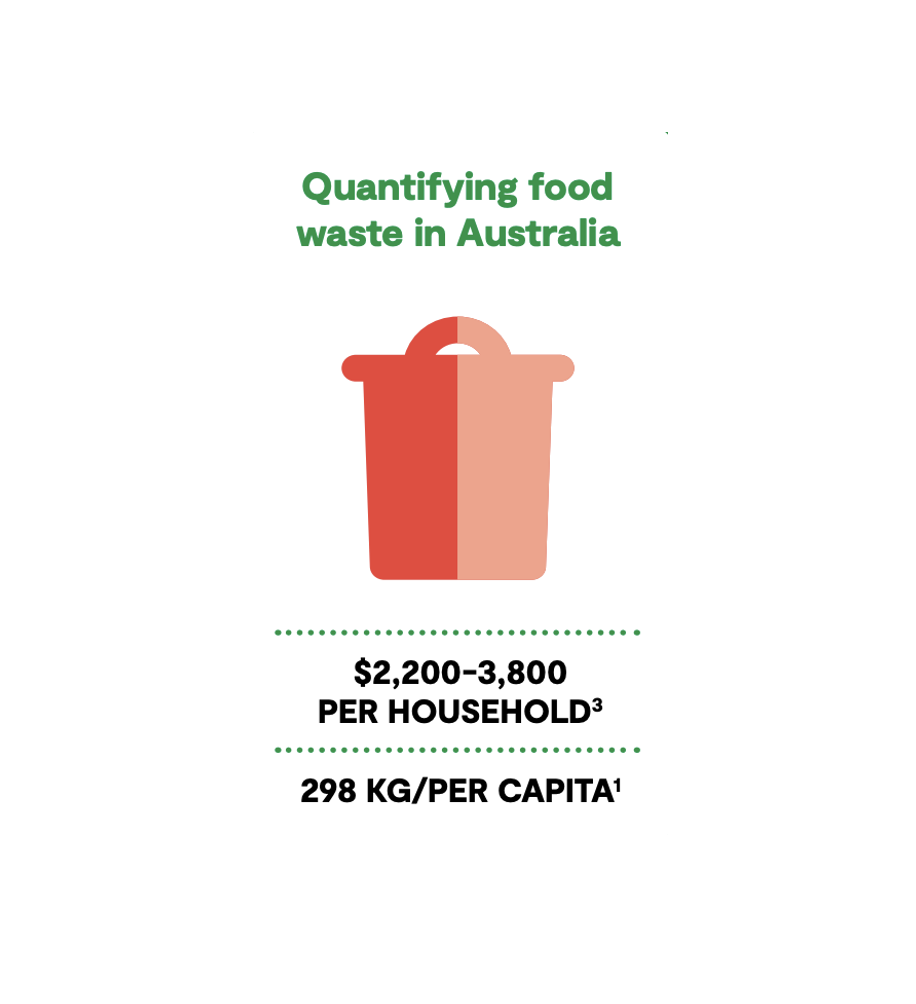 Quantifying food
waste in Australia
$2,200–3,800
PER HOUSEHOLD³
298 KG/PER CAPITA¹